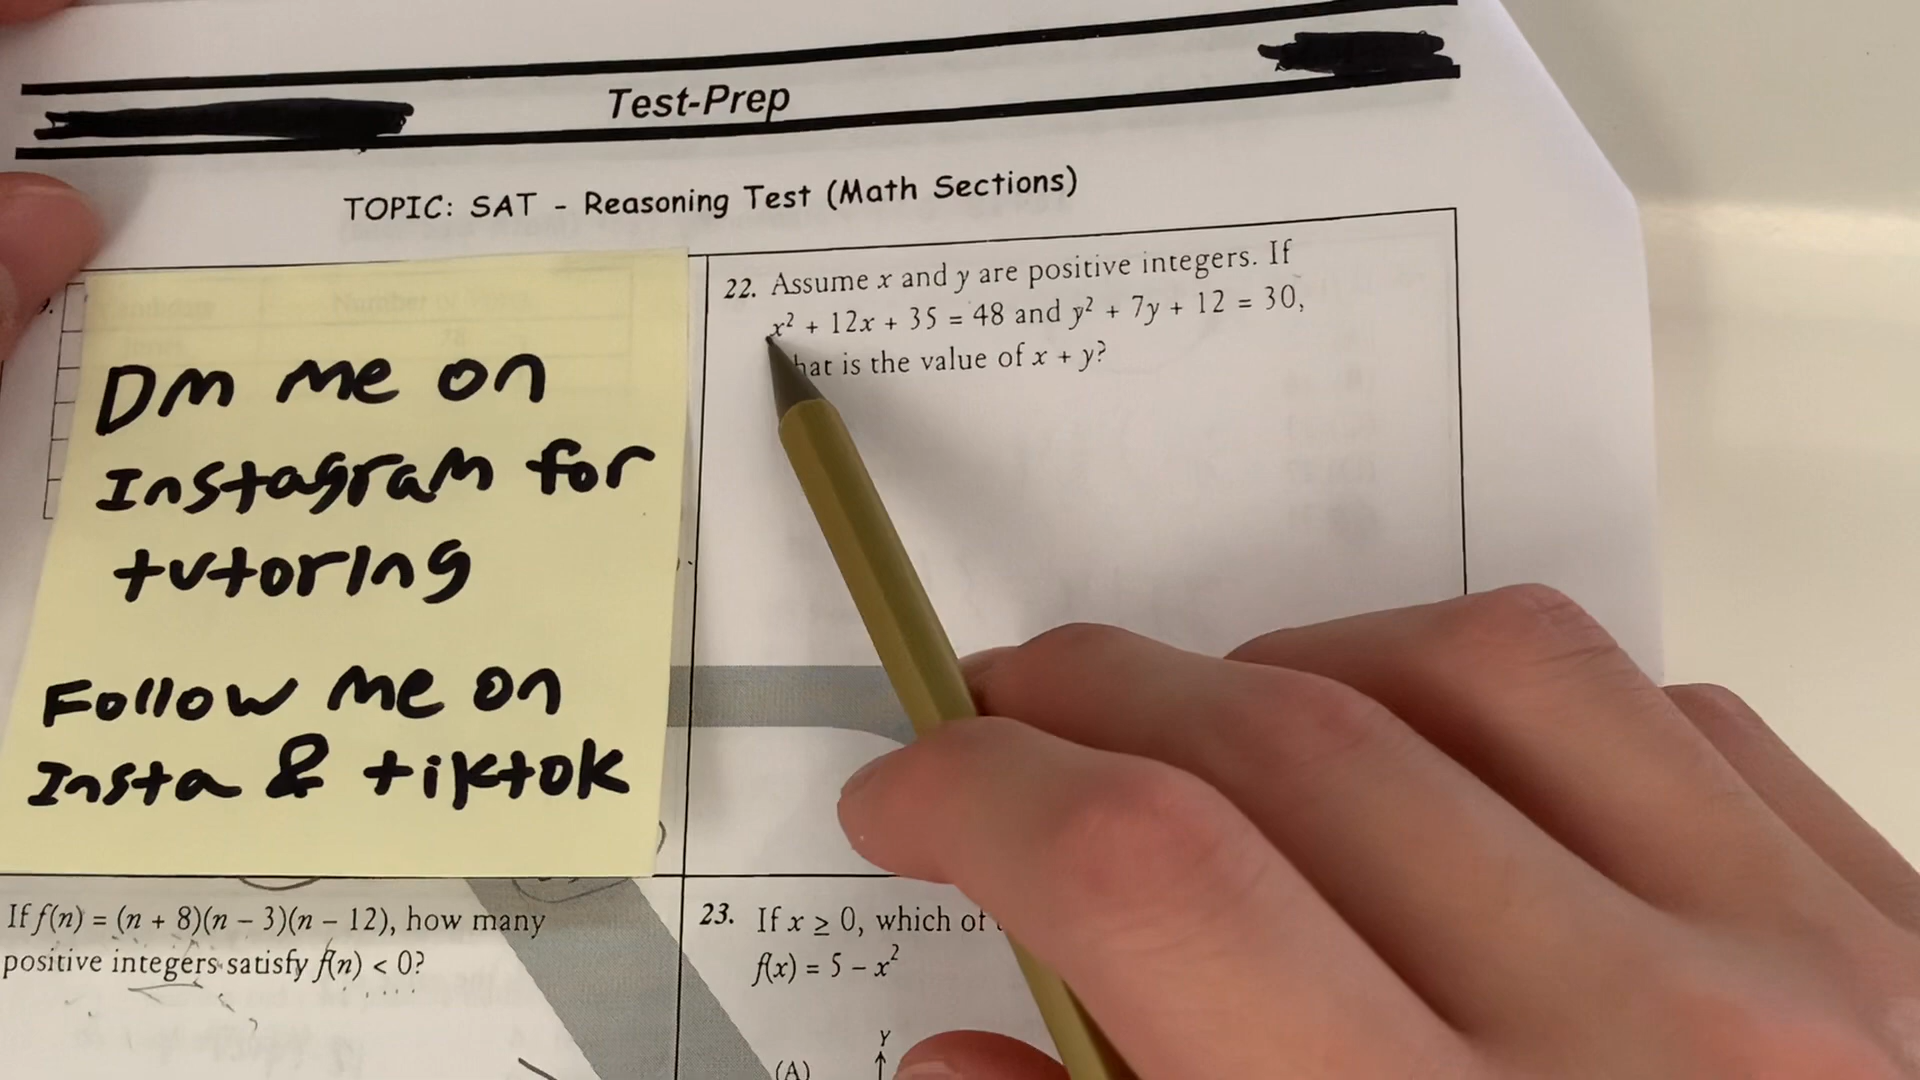 Test-Prep
TOPIC: SAT - Reasoning Test (Math Sections)
DM me on
Instagram for
tutoring
Follow me on
Insta & tiktok
22. Assume x and y are positive integers. If
x² + 12x + 35 = 48 and y² + 7y + 12 = 30,
hat is the value of x + y?
If f(n) = (n + 8)(n – 3)(n – 12), how many
positive integers satisfy f(n) < 0?
23. If x ≥ 0, which of
f(x) = 5 – x²
Y
(A)